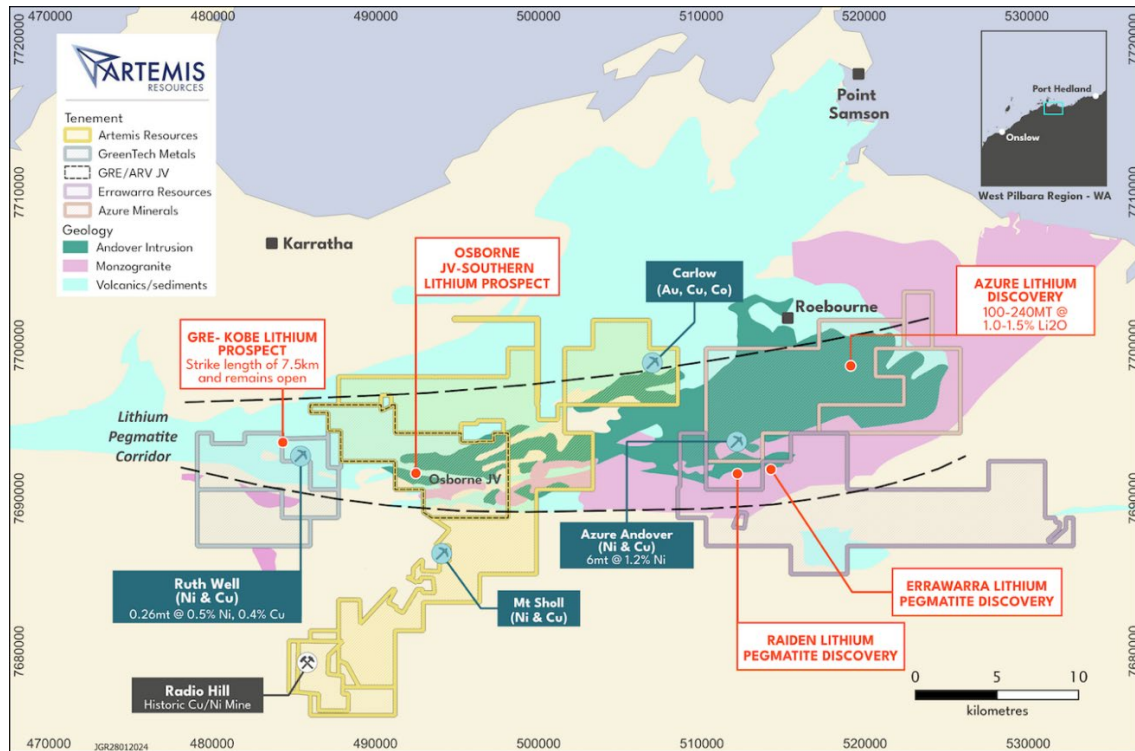 470000
480000
490000
500000
510000
520000
530000
7720000
7710000
7700000
7690000
7680000
7720000
7710000
7700000
7690000
7680000
ARTEMIS
RESOURCES
Tenement
Artemis Resources
GreenTech Metals
GRE/ARV JV
Errawarra Resources
Azure Minerals
Geology
Andover Intrusion
Monzogranite
Volcanics/sediments
Point
Samson
Port Hedland
Onslow
West Pilbara Region - WA
Karratha
OSBORNE
JV-SOUTHERN
LITHIUM PROSPECT
Carlow
(Au, Cu, Co)
Roebourne
AZURE LITHIUM
DISCOVERY
100-240MT @
1.0-1.5% Li2O
GRE- KOBE LITHIUM
PROSPECT
Strike length of 7.5km
and remains open
Lithium
Pegmatite
Corridor
Osborne JV
Azure Andover
(Ni & Cu)
6mt @ 1.2% Ni
Ruth Well
(Ni & Cu)
0.26mt @ 0.5% Ni, 0.4% Cu
Mt Sholl
(Ni & Cu)
ERRAWARRA LITHIUM
PEGMATITE DISCOVERY
RAIDEN LITHIUM
PEGMATITE DISCOVERY
Radio Hill
Historic Cu/Ni Mine
0
5
10
kilometres
470000
JGR28012024
480000
490000
500000
510000
520000
530000